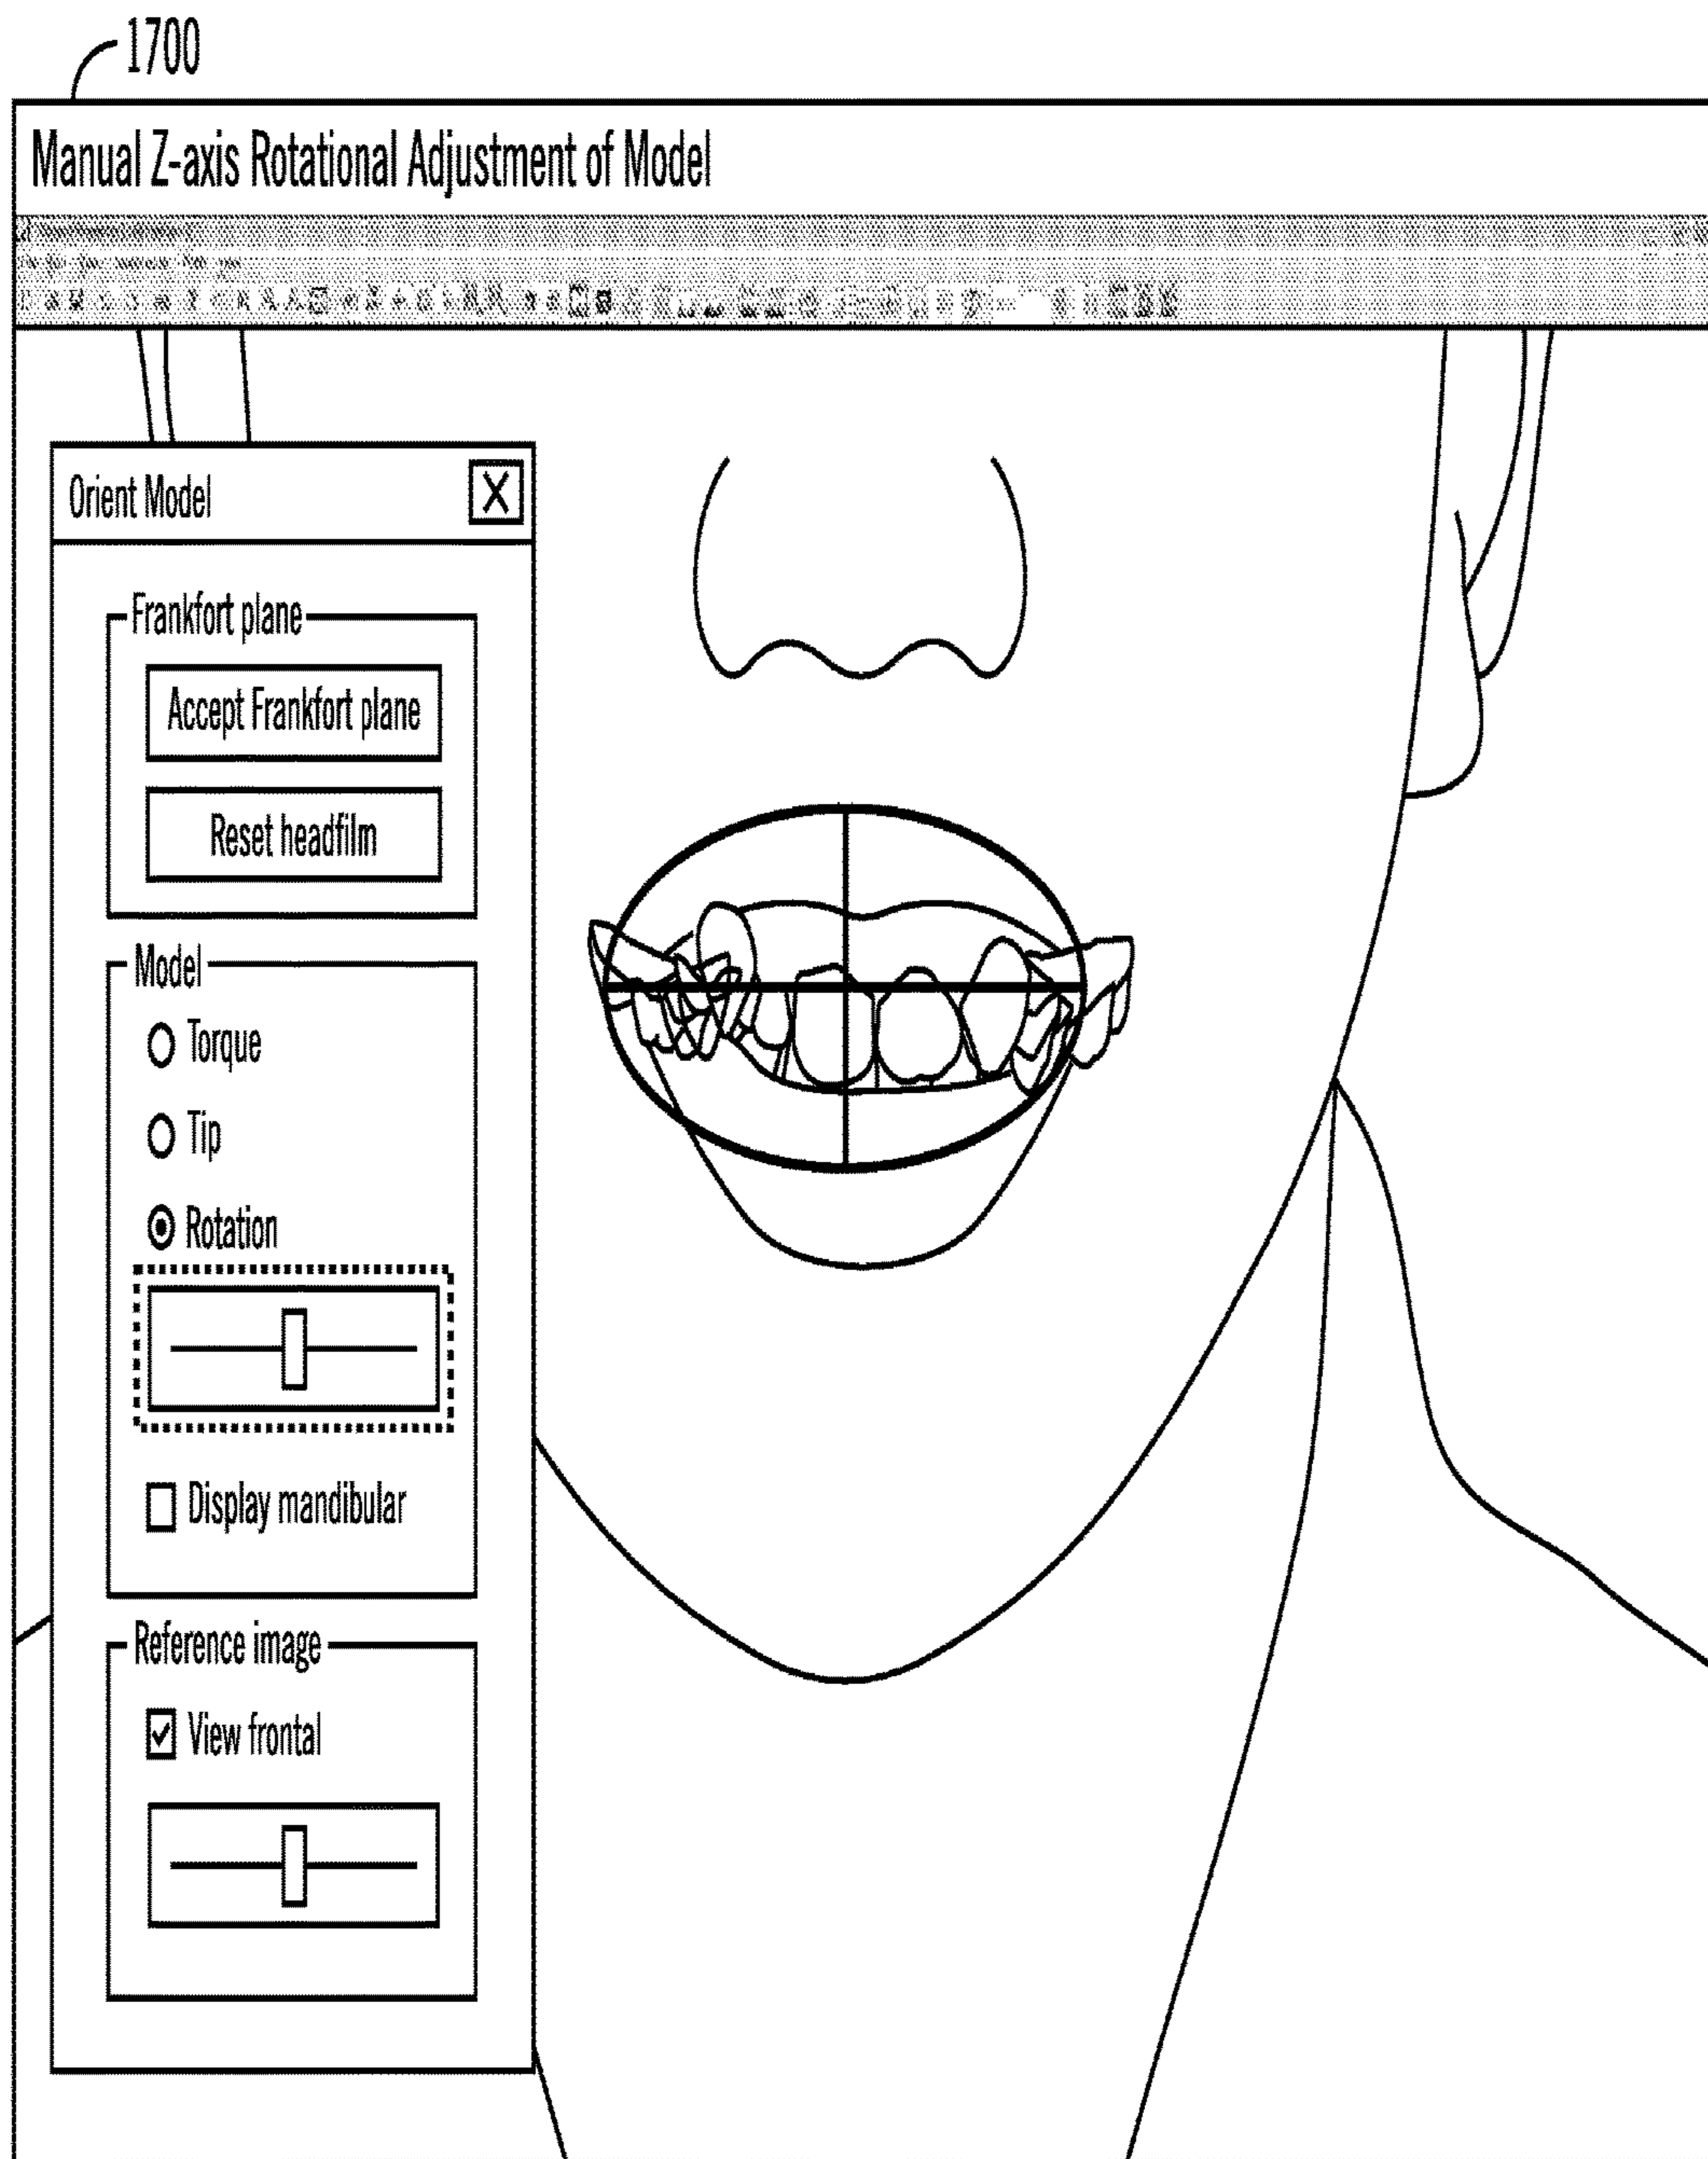 1700
Manual Z-axis Rotational Adjustment of Model
Orient Model
X
Frankfort plane
Accept Frankfort plane
Reset headfilm
Model
Torque
Tip
Rotation
Display mandibular
Reference image
View frontal